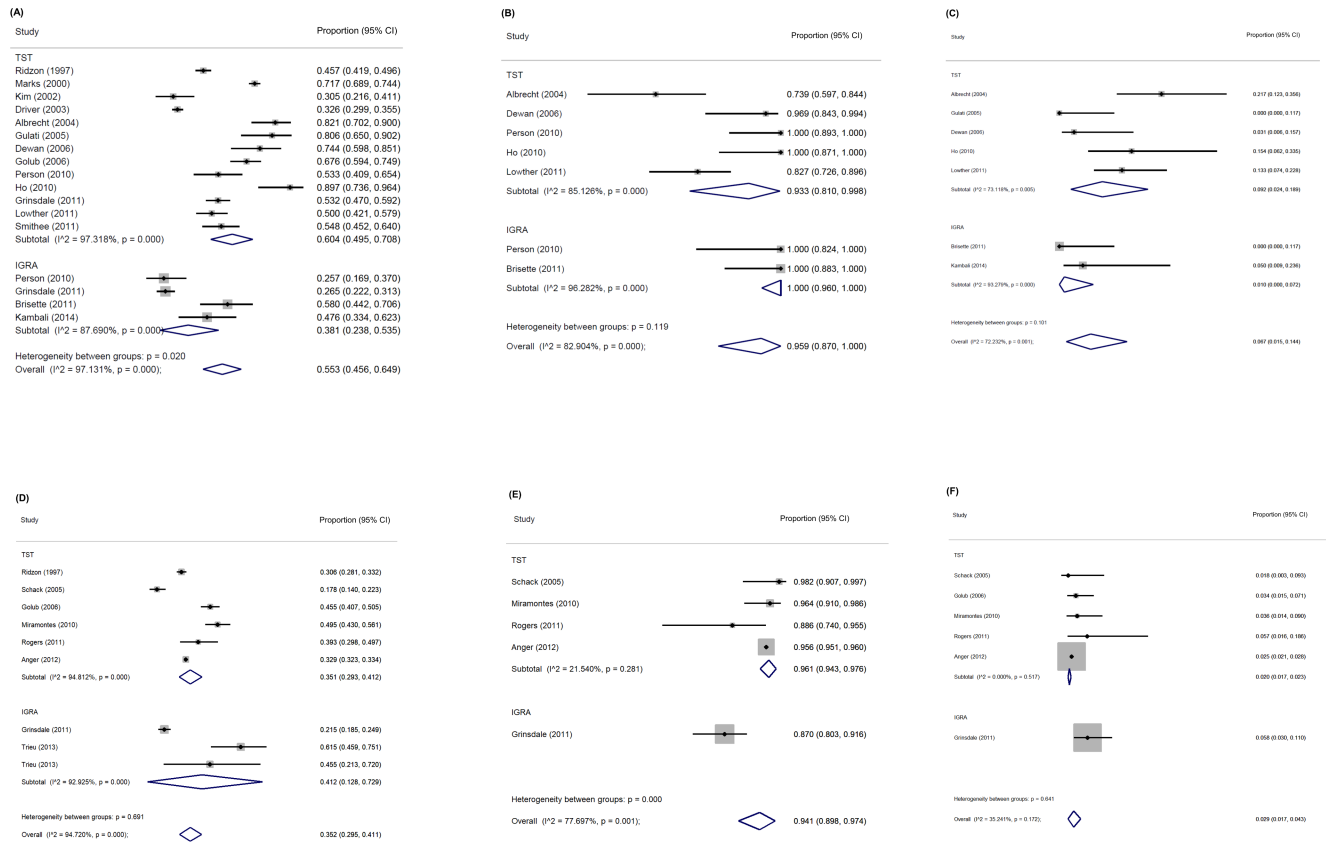 (A)
Study Proportion (95% CI)
TST
Ridzon (1997) 0.457 (0.419, 0.496)
Marks (2000) 0.717 (0.689, 0.744)
Kim (2002) 0.305 (0.216, 0.411)
Driver (2003) 0.326 (0.299, 0.355)
Albrecht (2004) 0.821 (0.702, 0.900)
Gulati (2005) 0.806 (0.650, 0.902)
Dewan (2006) 0.744 (0.598, 0.851)
Golub (2006) 0.676 (0.594, 0.749)
Person (2010) 0.533 (0.409, 0.654)
Ho (2010) 0.897 (0.736, 0.964)
Grinsdale (2011) 0.532 (0.470, 0.592)
Lowther (2011) 0.500 (0.421, 0.579)
Smithee (2011) 0.548 (0.452, 0.640)
Subtotal (I^2 = 97.318%, p = 0.000) 0.604 (0.495, 0.708)
IGRA
Person (2010) 0.257 (0.169, 0.370)
Grinsdale (2011) 0.265 (0.222, 0.313)
Brisette (2011) 0.580 (0.442, 0.706)
Kambali (2014) 0.476 (0.334, 0.623)
Subtotal (I^2 = 87.690%, p = 0.000) 0.381 (0.238, 0.535)
Heterogeneity between groups: p = 0.020
Overall (I^2 = 97.131%, p = 0.000); 0.553 (0.456, 0.649)
(B)
Study Proportion (95% CI)
TST
Albrecht (2004) 0.739 (0.597, 0.844)
Dewan (2006) 0.969 (0.843, 0.994)
Person (2010) 1.000 (0.893, 1.000)
Ho (2010) 1.000 (0.871, 1.000)
Lowther (2011) 0.827 (0.726, 0.896)
Subtotal (I^2 = 85.126%, p = 0.000) 0.933 (0.810, 0.998)
IGRA
Person (2010) 1.000 (0.824, 1.000)
Brisette (2011) 1.000 (0.883, 1.000)
Subtotal (I^2 = 96.282%, p = 0.000) 1.000 (0.960, 1.000)
Heterogeneity between groups: p = 0.119
Overall (I^2 = 82.904%, p = 0.000); 0.959 (0.870, 1.000)
(C)
Study Proportion (95% CI)
TST
Albrecht (2004) 0.217 (0.123, 0.356)
Gulati (2005) 0.000 (0.000, 0.117)
Dewan (2006) 0.031 (0.006, 0.157)
Ho (2010) 0.154 (0.062, 0.335)
Lowther (2011) 0.133 (0.074, 0.228)
Subtotal (I^2 = 73.118%, p = 0.005) 0.092 (0.024, 0.189)
IGRA
Brisette (2011) 0.000 (0.000, 0.117)
Kambali (2014) 0.050 (0.009, 0.236)
Subtotal (I^2 = 93.279%, p = 0.000) 0.010 (0.000, 0.072)
Heterogeneity between groups: p = 0.101
Overall (I^2 = 72.232%, p = 0.001); 0.067 (0.015, 0.144)
(D)
Study Proportion (95% CI)
TST
Ridzon (1997) 0.306 (0.281, 0.332)
Schack (2005) 0.178 (0.140, 0.223)
Golub (2006) 0.455 (0.407, 0.505)
Miramontes (2010) 0.495 (0.430, 0.561)
Rogers (2011) 0.393 (0.298, 0.497)
Anger (2012) 0.329 (0.323, 0.334)
Subtotal (I^2 = 94.812%, p = 0.000) 0.351 (0.293, 0.412)
IGRA
Grinsdale (2011) 0.215 (0.185, 0.249)
Trieu (2013) 0.615 (0.459, 0.751)
Trieu (2013) 0.455 (0.213, 0.720)
Subtotal (I^2 = 92.925%, p = 0.000) 0.412 (0.128, 0.729)
Heterogeneity between groups: p = 0.691
Overall (I^2 = 94.720%, p = 0.000); 0.352 (0.295, 0.411)
(E)
Study Proportion (95% CI)
TST
Schack (2005) 0.982 (0.907, 0.997)
Miramontes (2010) 0.964 (0.910, 0.986)
Rogers (2011) 0.886 (0.740, 0.955)
Anger (2012) 0.956 (0.951, 0.960)
Subtotal (I^2 = 21.540%, p = 0.281) 0.961 (0.943, 0.976)
IGRA
Grinsdale (2011) 0.870 (0.803, 0.916)
Heterogeneity between groups: p = 0.000
Overall (I^2 = 77.697%, p = 0.001); 0.941 (0.898, 0.974)
(F)
Study Proportion (95% CI)
TST
Schack (2005) 0.018 (0.003, 0.093)
Golub (2006) 0.034 (0.015, 0.071)
Miramontes (2010) 0.036 (0.014, 0.090)
Rogers (2011) 0.057 (0.016, 0.186)
Anger (2012) 0.025 (0.021, 0.028)
Subtotal (I^2 = 0.000%, p = 0.517) 0.020 (0.017, 0.023)
IGRA
Grinsdale (2011) 0.058 (0.030, 0.110)
Heterogeneity between groups: p = 0.641
Overall (I^2 = 35.241%, p = 0.172); 0.029 (0.017, 0.043)